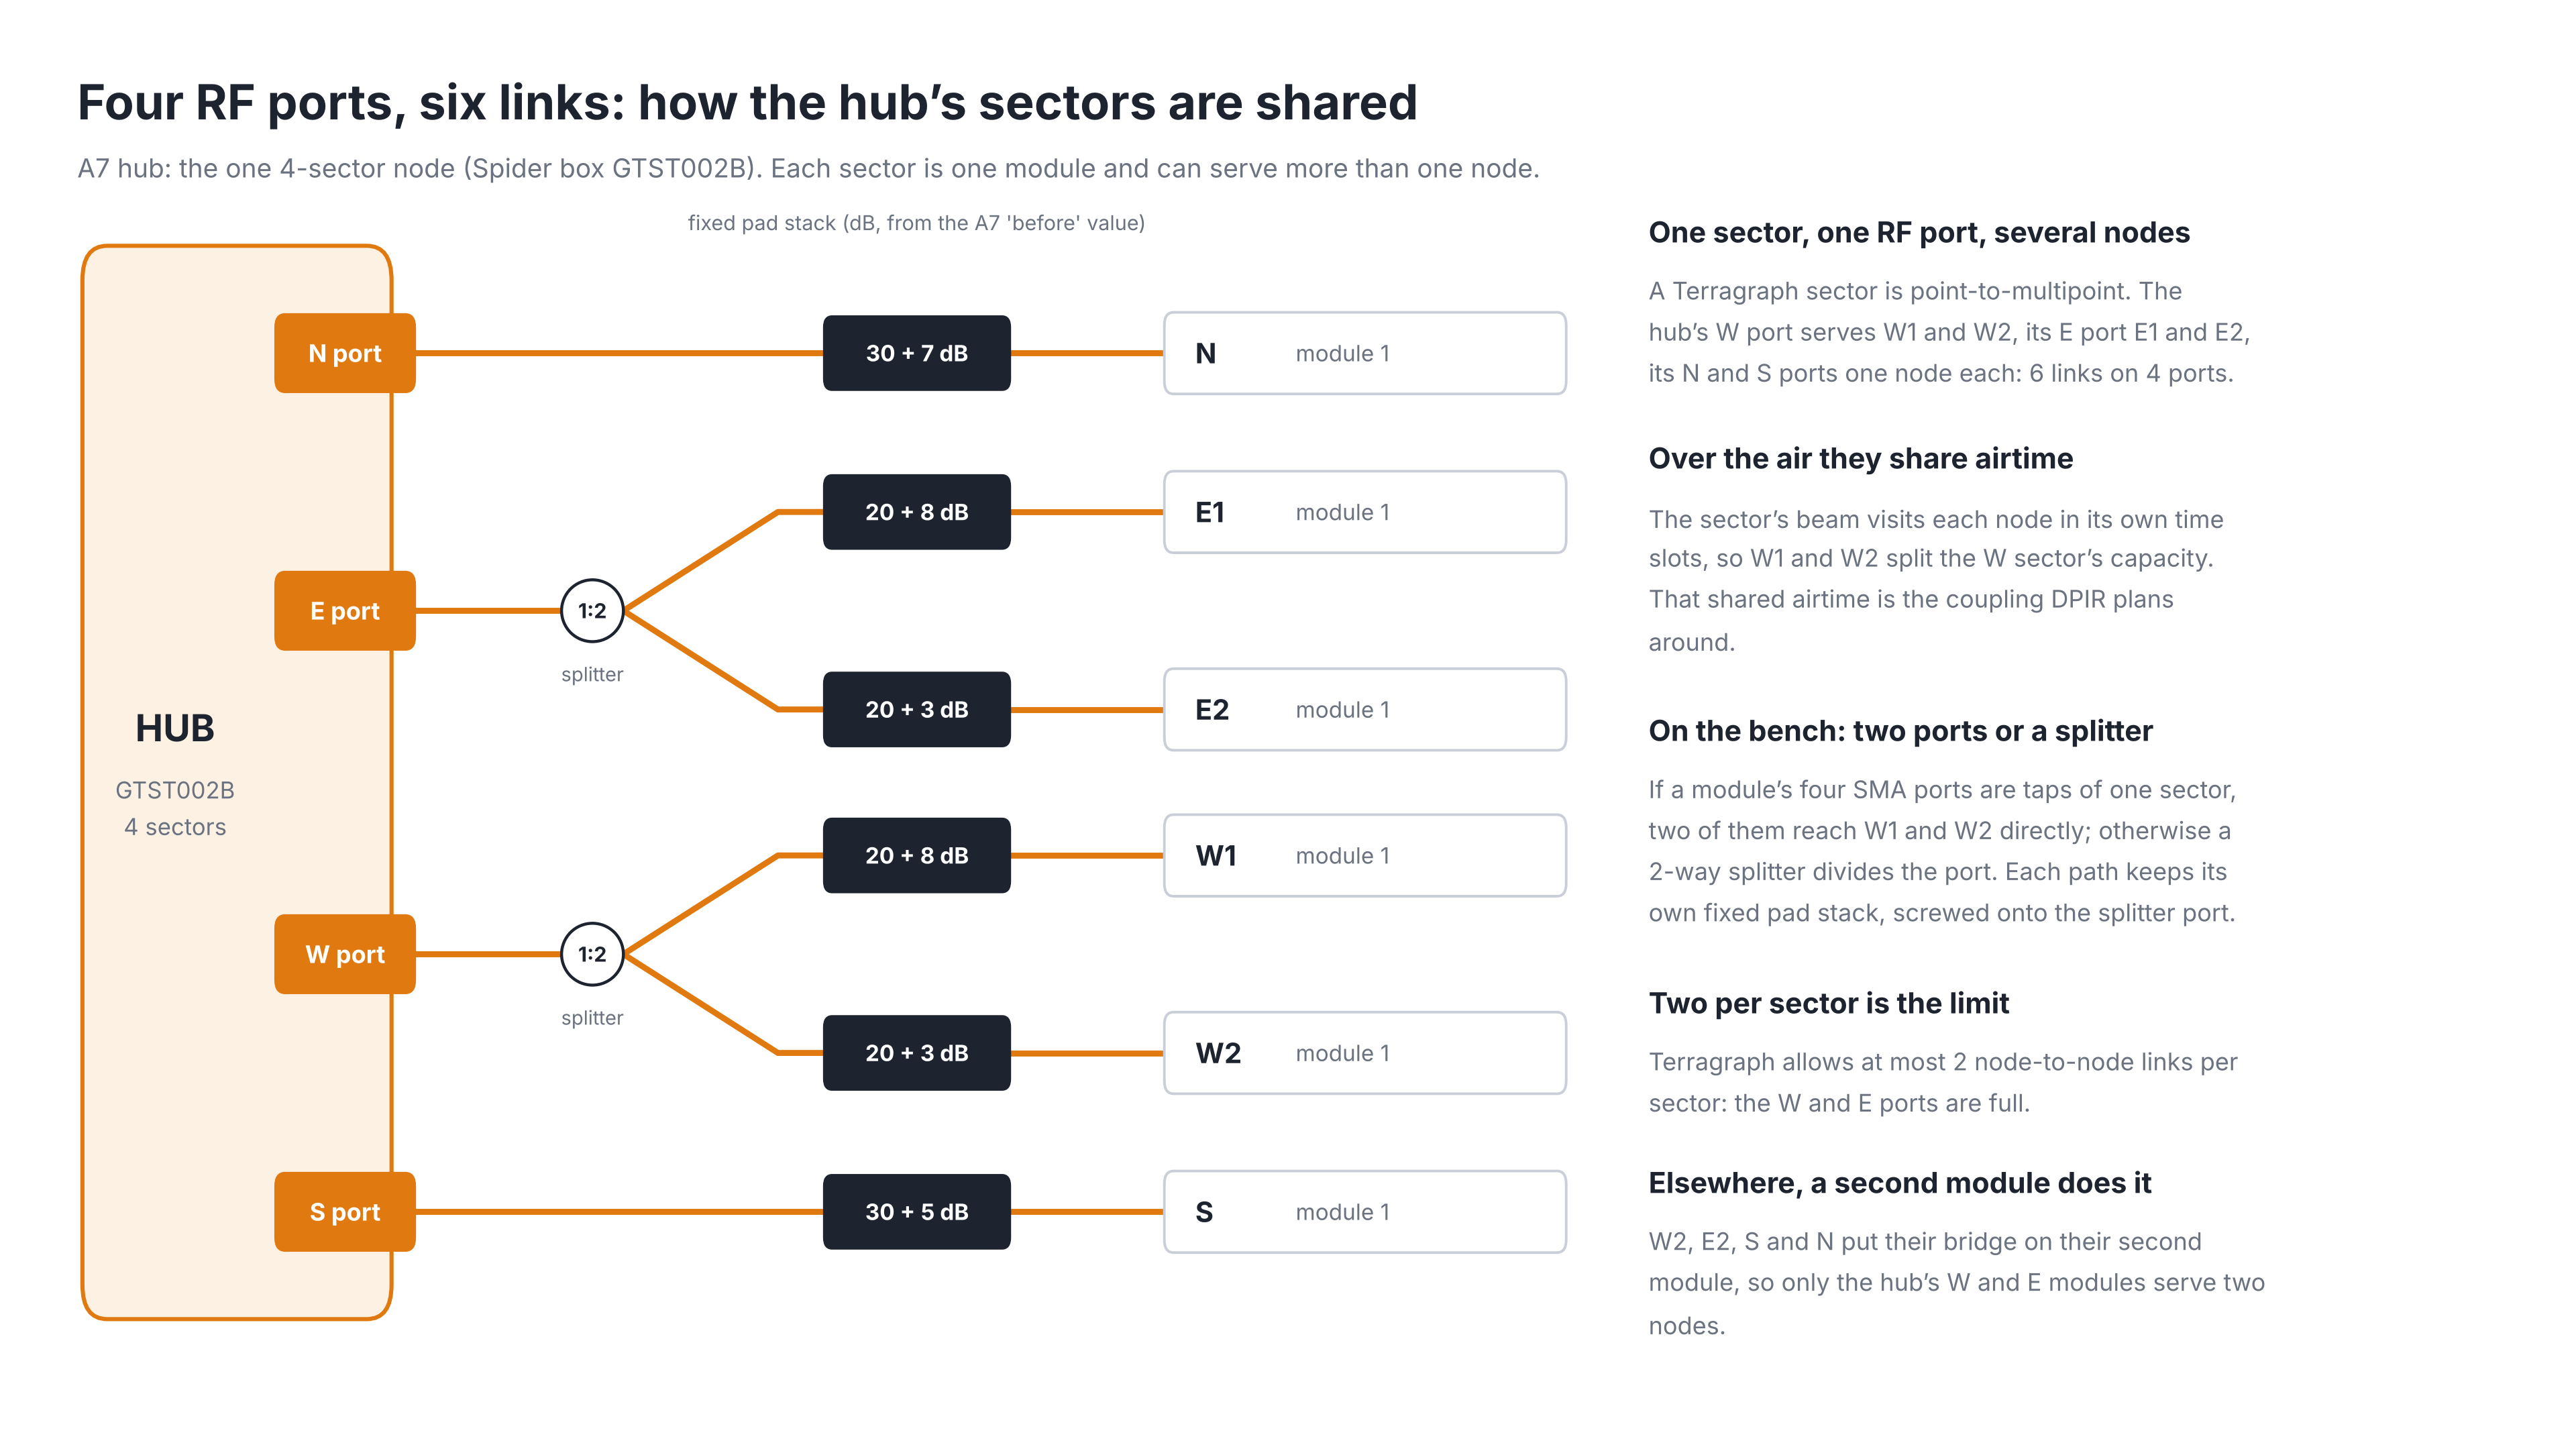 Four RF ports, six links: how the hub’s sectors are shared
A7 hub: the one 4-sector node (Spider box GTST002B). Each sector is one module and can serve more than one node.
fixed pad stack (dB, from the A7 'before' value)
N port
30 + 7 dB
N module 1
20 + 8 dB
E1 module 1
E port
1:2
splitter
20 + 3 dB
E2 module 1
HUB
GTST002B
4 sectors
20 + 8 dB
W1 module 1
W port
1:2
splitter
20 + 3 dB
W2 module 1
S port
30 + 5 dB
S module 1
One sector, one RF port, several nodes
A Terragraph sector is point-to-multipoint. The
hub’s W port serves W1 and W2, its E port E1 and E2,
its N and S ports one node each: 6 links on 4 ports.
Over the air they share airtime
The sector’s beam visits each node in its own time
slots, so W1 and W2 split the W sector’s capacity.
That shared airtime is the coupling DPIR plans
around.
On the bench: two ports or a splitter
If a module’s four SMA ports are taps of one sector,
two of them reach W1 and W2 directly; otherwise a
2-way splitter divides the port. Each path keeps its
own fixed pad stack, screwed onto the splitter port.
Two per sector is the limit
Terragraph allows at most 2 node-to-node links per
sector: the W and E ports are full.
Elsewhere, a second module does it
W2, E2, S and N put their bridge on their second
module, so only the hub’s W and E modules serve two
nodes.